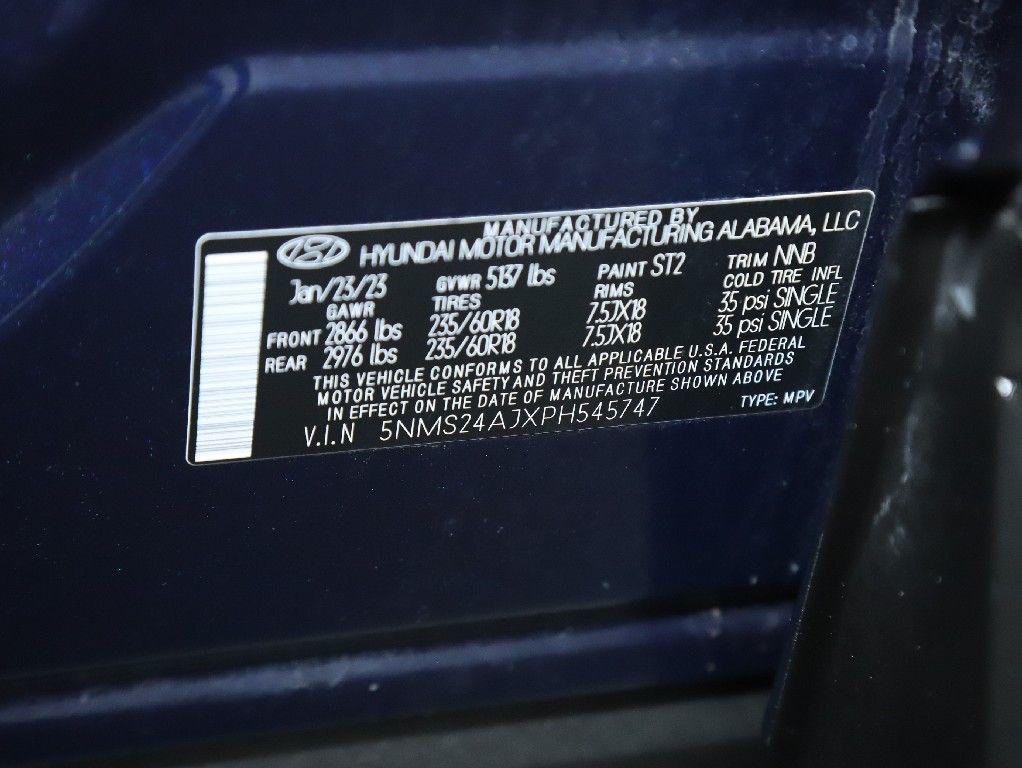 MANUFACTURED BY
HYUNDAI MOTOR MANUFACTURING ALABAMA, LLC
Jan/23/23 GVWR 5137 lbs PAINT ST2 TRIM NNB
GAWR TIRES RIMS COLD TIRE INFL
FRONT 2866 lbs 235/60R18 7.5JX18 35 psi SINGLE
REAR 2976 lbs 235/60R18 7.5JX18 35 psi SINGLE
THIS VEHICLE CONFORMS TO ALL APPLICABLE U.S.A. FEDERAL
MOTOR VEHICLE SAFETY AND THEFT PREVENTION STANDARDS
IN EFFECT ON THE DATE OF MANUFACTURE SHOWN ABOVE
V.I.N 5NMS24AJXPH545747 TYPE: MPV